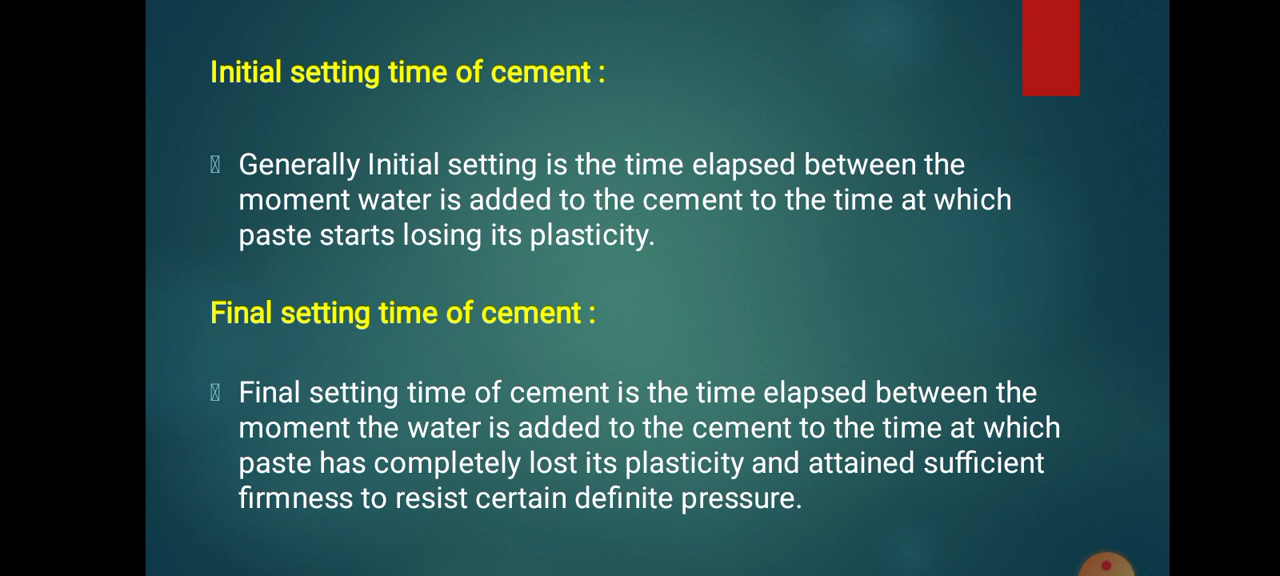 Initial setting time of cement :
Generally Initial setting is the time elapsed between the
moment water is added to the cement to the time at which
paste starts losing its plasticity.
Final setting time of cement :
Final setting time of cement is the time elapsed between the
moment the water is added to the cement to the time at which
paste has completely lost its plasticity and attained sufficient
firmness to resist certain definite pressure.